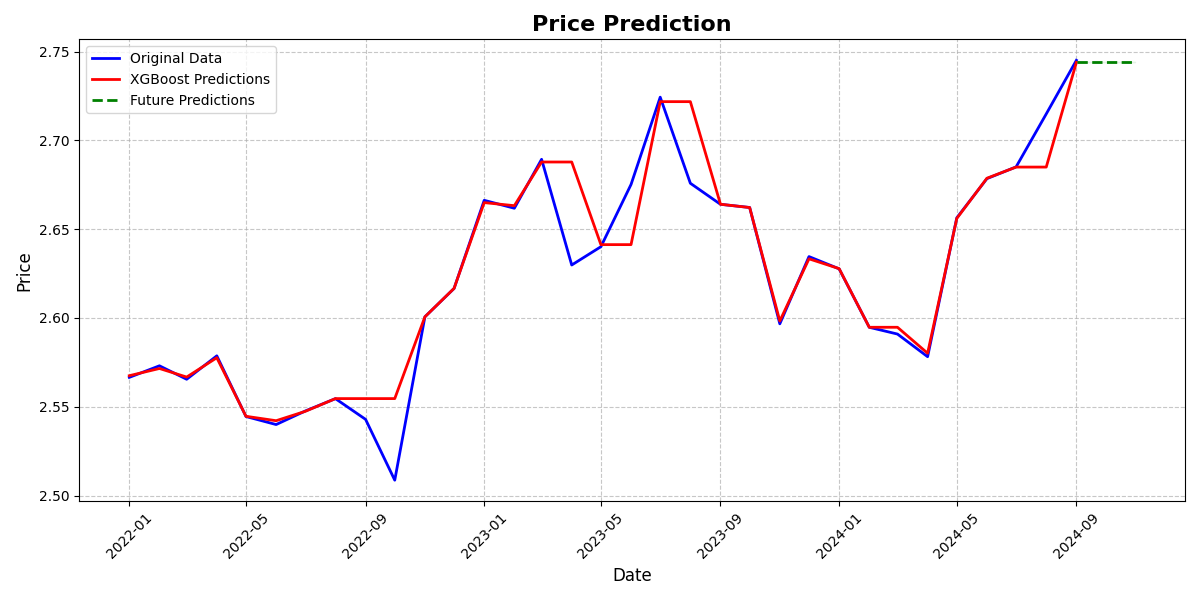 Price Prediction
Original Data
XGBoost Predictions
Future Predictions
2.75
2.70
2.65
2.60
2.55
2.50
Price
2022-01
2022-05
2022-09
2023-01
2023-05
2023-09
2024-01
2024-05
2024-09
Date